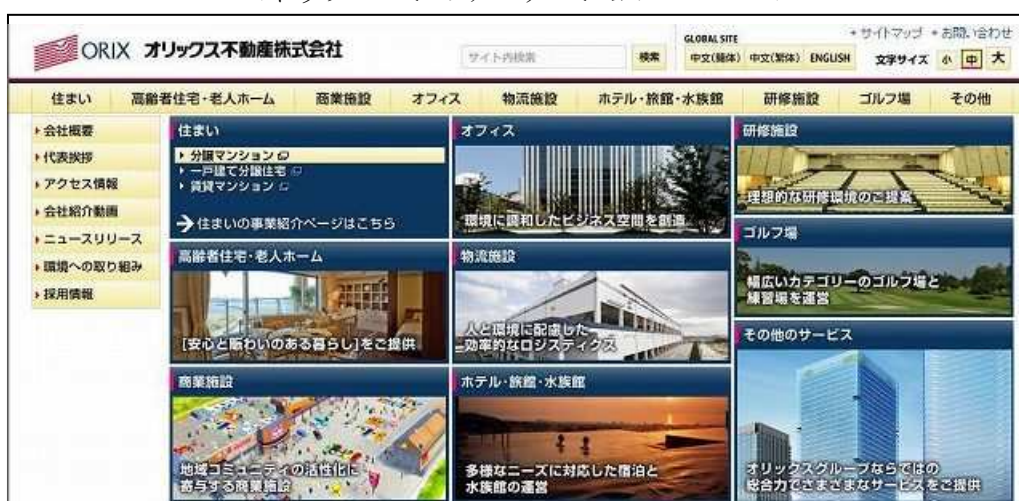 ORIX オリックス不動産株式会社
サイト内検索
検索
GLOBAL SITE
中文(簡体) 中文(繁体) ENGLISH
サイトマップ お問い合わせ
文字サイズ 小 中 大
住まい 高齢者住宅・老人ホーム 商業施設 オフィス 物流施設 ホテル・旅館・水族館 研修施設 ゴルフ場 その他
会社概要
代表挨拶
アクセス情報
会社紹介動画
ニュースリリース
環境への取り組み
採用情報
住まい
分譲マンション
一戸建て分譲住宅
賃貸マンション
住まいの事業紹介ページはこちら
高齢者住宅・老人ホーム
[安心と賑わいのある暮らし]をご提供
商業施設
地域コミュニティの活性化に
寄与する商業施設
オフィス
環境に調和したビジネス空間を創造
物流施設
人と環境に配慮した
効率的なロジスティクス
ホテル・旅館・水族館
多様なニーズに対応した宿泊と
水族館の運営
研修施設
理想的な研修環境のご提案
ゴルフ場
幅広いカテゴリーのゴルフ場と
練習場を運営
その他のサービス
オリックスグループならではの
総合力でさまざまなサービスをご提供